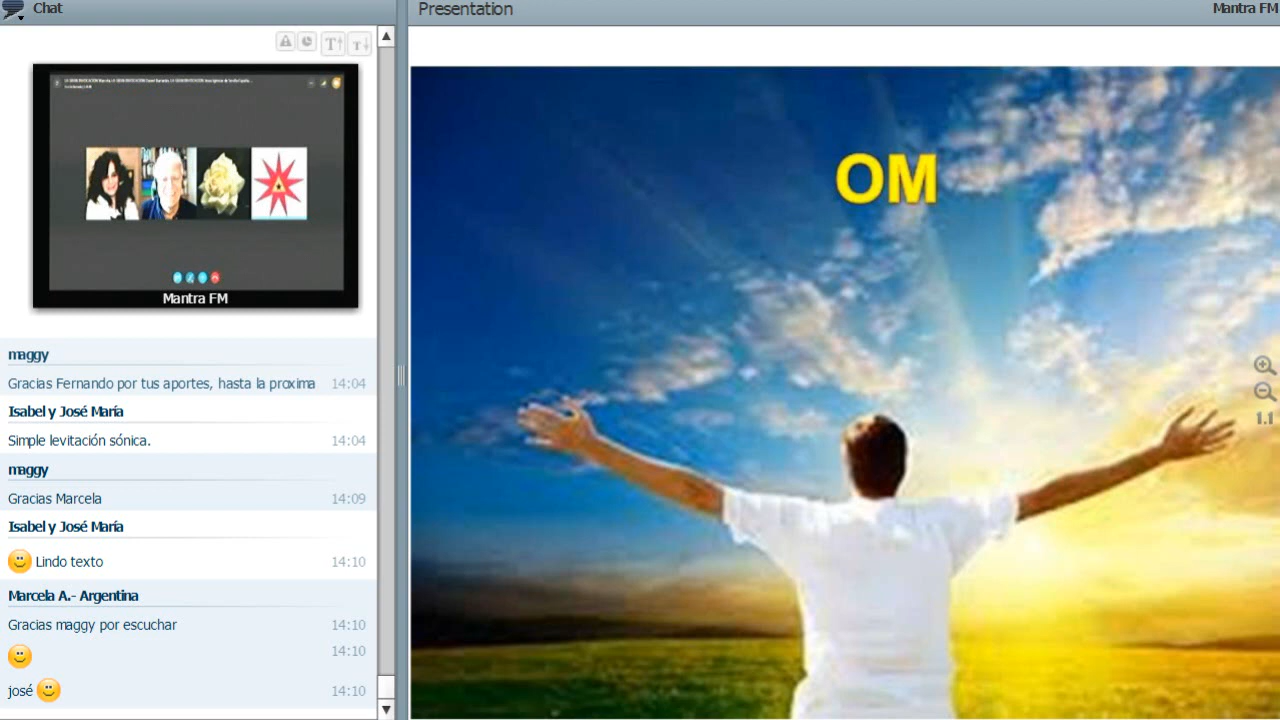 Chat
Mantra FM
maggy
Gracias Fernando por tus aportes, hasta la proxima 14:04
Isabel y José María
Simple levitación sónica. 14:04
maggy
Gracias Marcela 14:09
Isabel y José María
Lindo texto 14:10
Marcela A.- Argentina
Gracias maggy por escuchar 14:10
14:10
josé 14:10
Presentation Mantra FM
OM
1.1